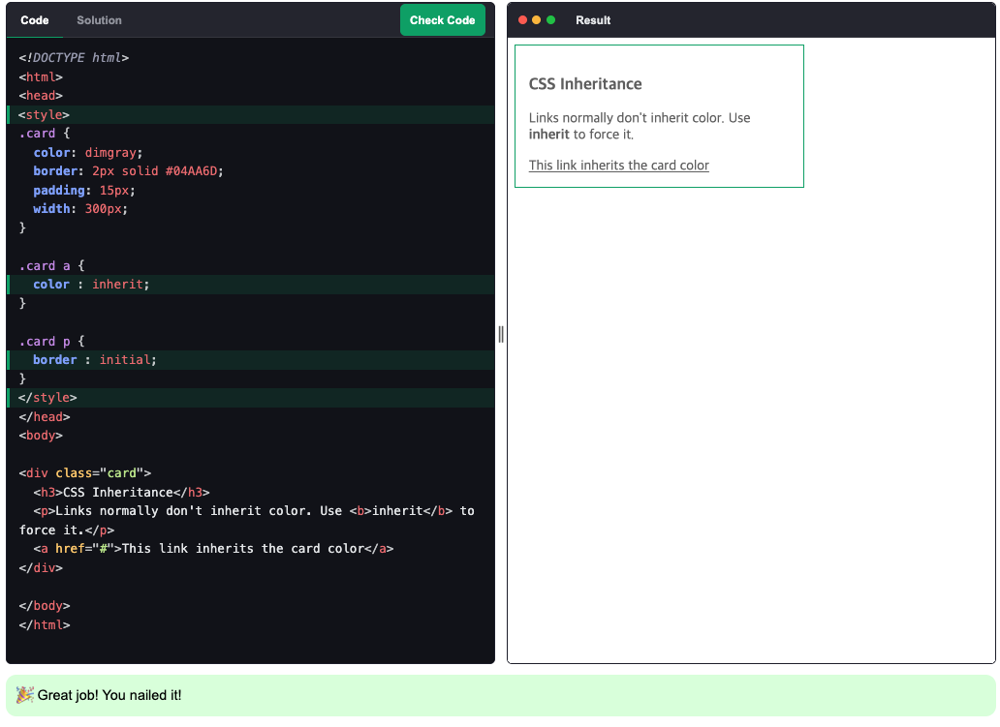 Code Solution Check Code
<!DOCTYPE html>
<html>
<head>
<style>
.card {
  color: dimgray;
  border: 2px solid #04AA6D;
  padding: 15px;
  width: 300px;
}

.card a {
  color : inherit;
}

.card p {
  border : initial;
}
</style>
</head>
<body>

<div class="card">
  <h3>CSS Inheritance</h3>
  <p>Links normally don't inherit color. Use <b>inherit</b> to
force it.</p>
  <a href="#">This link inherits the card color</a>
</div>

</body>
</html>
Result
CSS Inheritance
Links normally don't inherit color. Use
inherit to force it.
This link inherits the card color
🎉 Great job! You nailed it!